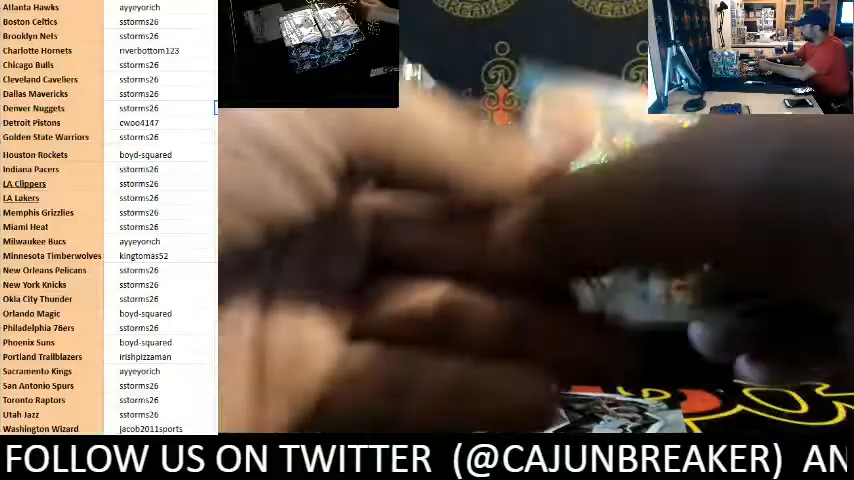 Atlanta Hawks ayyeyorich
Boston Celtics sstorms26
Brooklyn Nets sstorms26
Charlotte Hornets riverbottom123
Chicago Bulls sstorms26
Cleveland Cavaliers sstorms26
Dallas Mavericks sstorms26
Denver Nuggets sstorms26
Detroit Pistons cwoo4147
Golden State Warriors sstorms26
Houston Rockets boyd-squared
Indiana Pacers sstorms26
LA Clippers sstorms26
LA Lakers sstorms26
Memphis Grizzlies sstorms26
Miami Heat sstorms26
Milwaukee Bucs ayyeyorich
Minnesota Timberwolves kingtomas52
New Orleans Pelicans sstorms26
New York Knicks sstorms26
Okla City Thunder sstorms26
Orlando Magic boyd-squared
Philadelphia 76ers sstorms26
Phoenix Suns boyd-squared
Portland Trailblazers irishpizzaman
Sacramento Kings ayyeyorich
San Antonio Spurs sstorms26
Toronto Raptors sstorms26
Utah Jazz sstorms26
Washington Wizard jacob2011sports
FOLLOW US ON TWITTER (@CAJUNBREAKER) AN